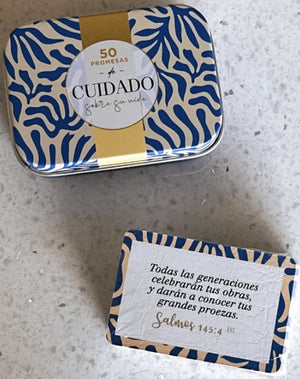 50
PROMESAS
de
CUIDADO
sobre su vida
Todas las generaciones
celebrarán tus obras,
y darán a conocer tus
grandes proezas.
Salmos 145:4